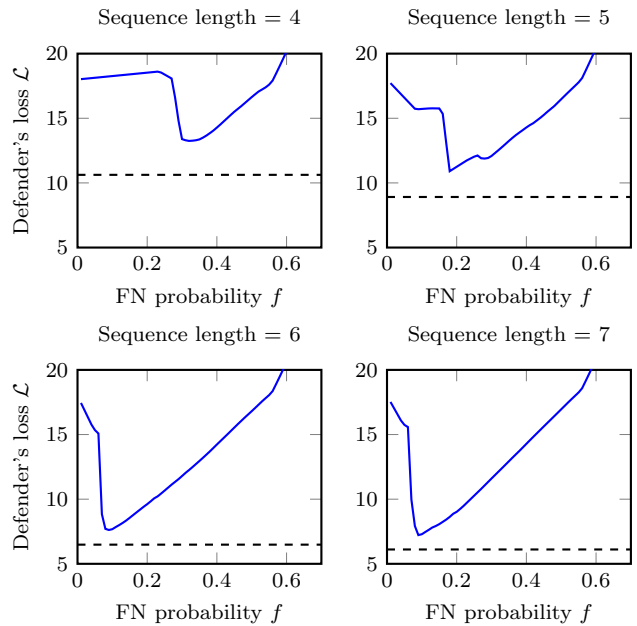 Sequence length = 4
20
15
10
5
Defender's loss ℒ
0 0.2 0.4 0.6
FN probability f
Sequence length = 5
20
15
10
5
0 0.2 0.4 0.6
FN probability f
Sequence length = 6
20
15
10
5
Defender's loss ℒ
0 0.2 0.4 0.6
FN probability f
Sequence length = 7
20
15
10
5
0 0.2 0.4 0.6
FN probability f